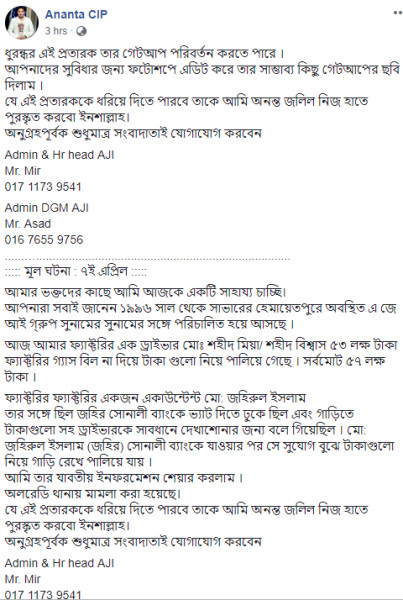 Ananta CIP
3 hrs ·
ধুরন্ধর এই প্রতারক তার গেটআপ পরিবর্তন করতে পারে ।
আপনাদের সুবিধার জন্য ফটোশপে এডিট করে তার সাম্ভাব্য কিছু গেটআপের ছবি
দিলাম ।
যে এই প্রতারককে ধরিয়ে দিতে পারবে তাকে আমি অনন্ত জলিল নিজ হাতে
পুরস্কৃত করবো ইনশাল্লাহ।
অনুগ্রহপূর্বক শুধুমাত্র সংবাদাতাই যোগাযোগ করবেন
Admin & Hr head AJI
Mr. Mir
017 1173 9541
Admin DGM AJI
Mr. Asad
016 7655 9756
::::: মূল ঘটনা : ৭ই এপ্রিল :::::
আমার ভক্তদের কাছে আমি আজকে একটি সাহায্য চাচ্ছি।
আপনারা সবাই জানেন ১৯৯৬ সাল থেকে সাভারের হেমায়েতপুরে অবস্থিত এ জে
আই গ্রুপ সুনামের সুনামের সঙ্গে পরিচালিত হয়ে আসছে ।
আজ আমার ফ্যাক্টরির এক ড্রাইভার মোঃ শহীদ মিয়া/ শহীদ বিশ্বাস ৫৩ লক্ষ টাকা
ফ্যাক্টরির গ্যাস বিল না দিয়ে টাকা গুলো নিয়ে পালিয়ে গেছে । সর্বমোট ৫৭ লক্ষ
টাকা ।
ফ্যাক্টরির ফ্যাক্টরির একজন একাউন্টেন্ট মো: জহিরুল ইসলাম
তার সঙ্গে ছিল জহির সোনালী ব্যাংকে ভ্যাট দিতে ঢুকে ছিল এবং গাড়িতে
টাকাগুলো সহ ড্রাইভারকে সাবধানে দেখাশোনার জন্য বলে গিয়েছিল । মো:
জহিরুল ইসলাম (জহির) সোনালী ব্যাংকে যাওয়ার পর সে সুযোগ বুঝে টাকাগুলো
নিয়ে গাড়ি রেখে পালিয়ে যায় ।
আমি তার যাবতীয় ইনফরমেশন শেয়ার করলাম ।
অলরেডি থানায় মামলা করা হয়েছে।
যে এই প্রতারককে ধরিয়ে দিতে পারবে তাকে আমি অনন্ত জলিল নিজ হাতে
পুরস্কৃত করবো ইনশাল্লাহ।
অনুগ্রহপূর্বক শুধুমাত্র সংবাদাতাই যোগাযোগ করবেন
Admin & Hr head AJI
Mr. Mir
017 1173 9541